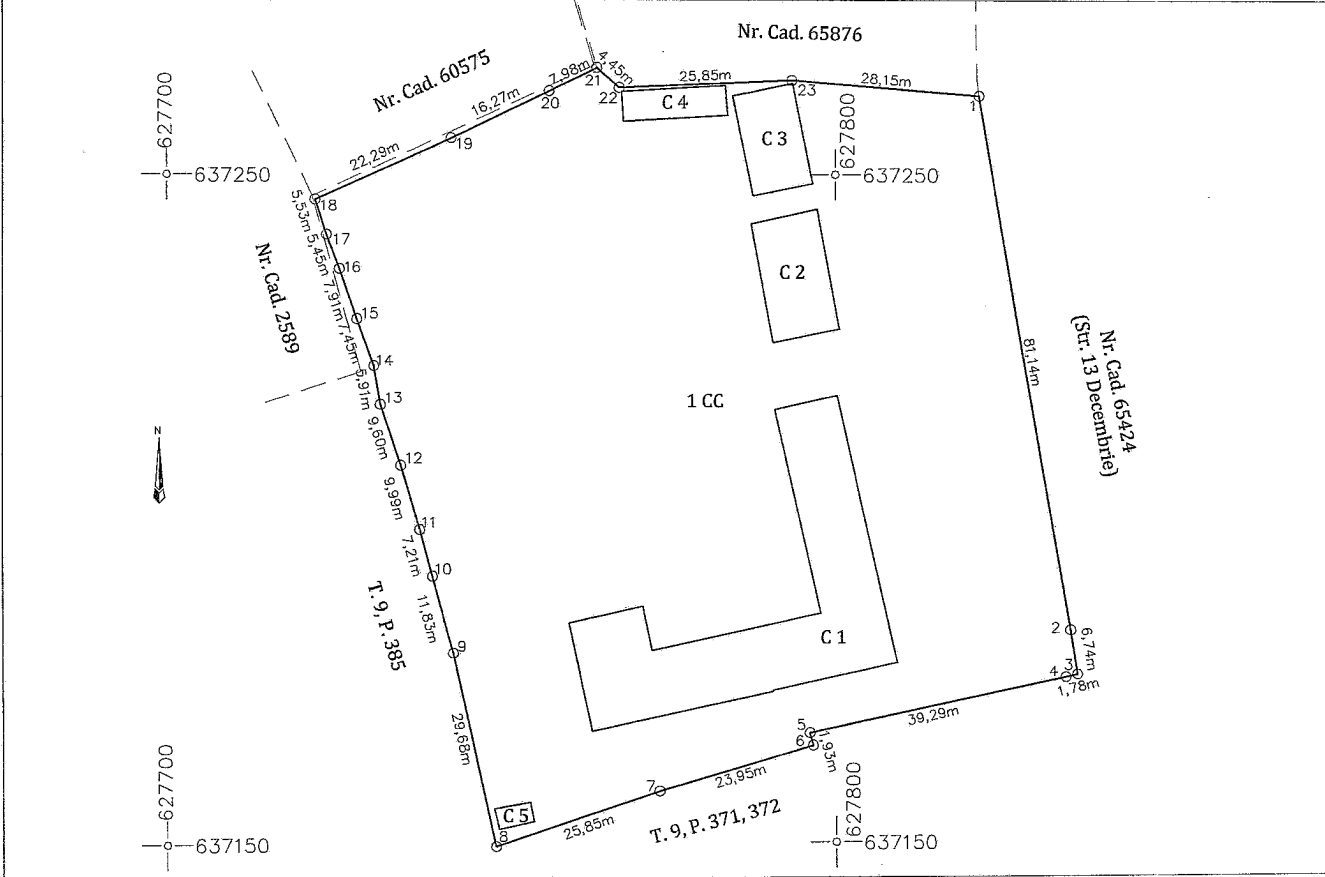 Nr. Cad. 65876
Nr. Cad. 60575
627700
637250
627800
637250
4,45m
7,98m
25,85m
28,15m
16,27m
22,29m
21
22
20
19
23
1
C 4
C 3
C 2
18
5,53m
17
5,45m
16
7,91m
15
7,45m
14
5,91m
13
9,60m
12
9,99m
11
7,21m
10
11,83m
9
29,68m
Nr. Cad. 2589
1 CC
81,14m
Nr. Cad. 65424
(Str. 13 Decembrie)
N
T. 9, P. 385
C 1
2
6,74m
3
4
1,78m
39,29m
5
6
1,93m
23,95m
7
25,85m
C 5
8
T. 9, P. 371, 372
627700
637150
627800
637150